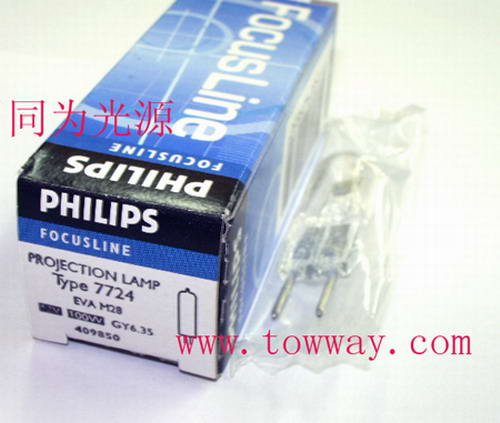 FocusLine
FOCUSLINE
PHILIPS
同为光源
PHILIPS
FOCUSLINE
PROJECTION LAMP
Type 7724
EVA M28
100W GY6.35
409850
www.towway.com